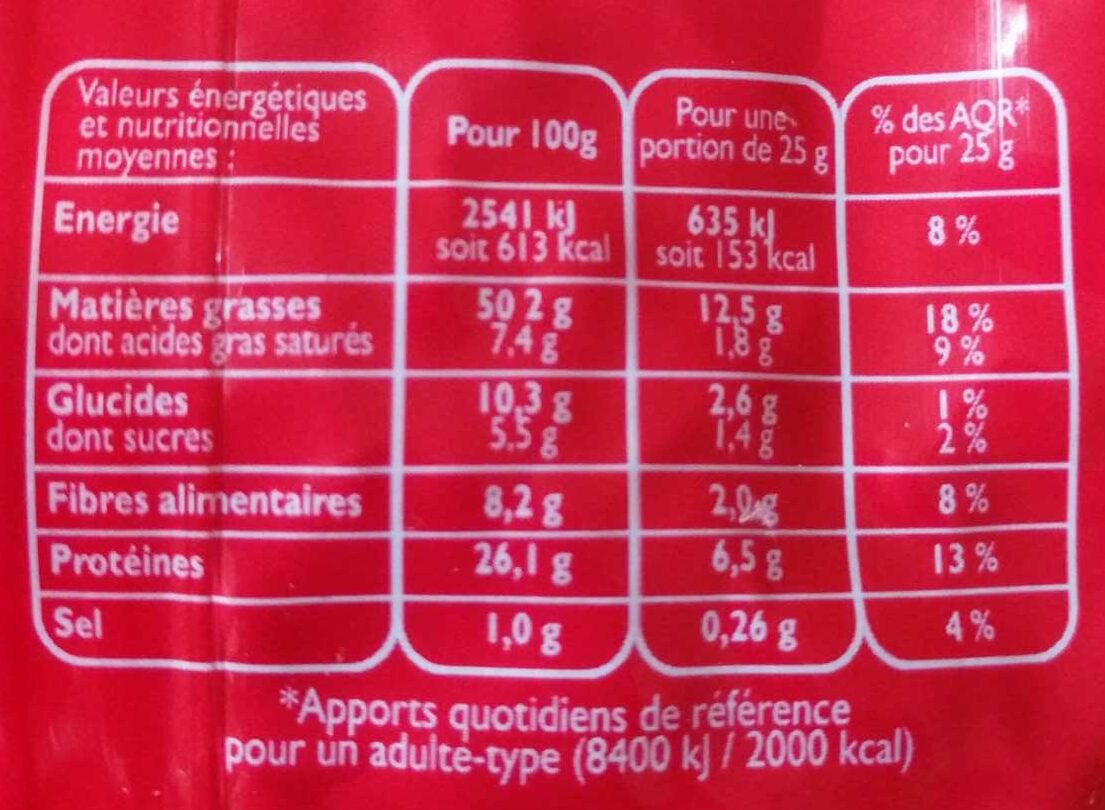 Valeurs énergétiques
et nutritionnelles
moyennes :
Pour 100g
Pour une
portion de 25 g
% des AQR*
pour 25 g
Energie
2541 kJ
soit 613 kcal
635 kJ
soit 153 kcal
8 %
Matières grasses
dont acides gras saturés
50 2 g
7,4 g
12,5 g
1,8 g
18 %
9 %
Glucides
dont sucres
10,3 g
5,5 g
2,6 g
1,4 g
1 %
2 %
Fibres alimentaires
8,2 g
2,0 g
8 %
Protéines
26,1 g
6,5 g
13 %
Sel
1,0 g
0,26 g
4 %
*Apports quotidiens de référence
pour un adulte-type (8400 kJ / 2000 kcal)